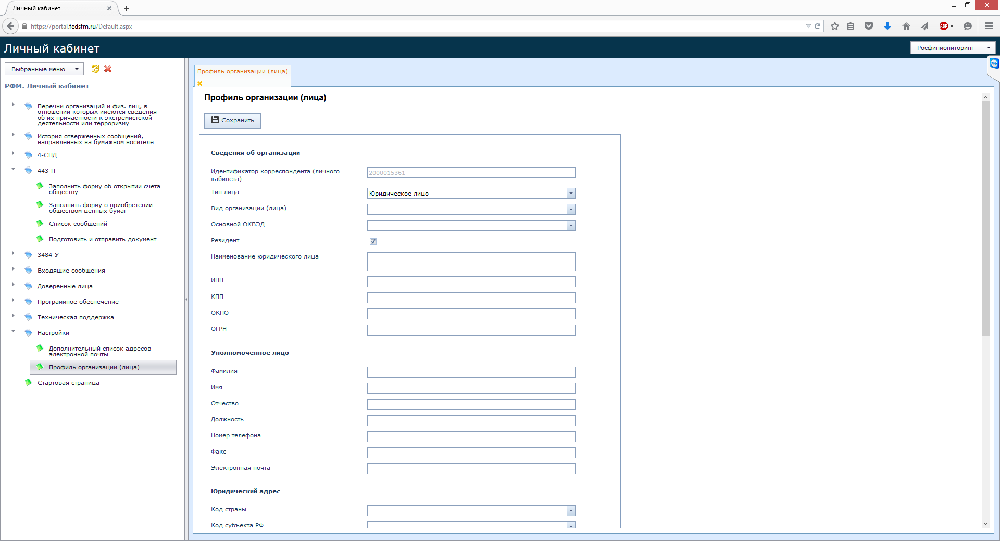 Личный кабинет
https://portal.fedsfm.ru/Default.aspx
ABP
Личный кабинет
Росфинмониторинг
Выбранные меню
РФМ. Личный кабинет
Перечни организаций и физ. лиц, в
отношении которых имеются сведения
об их причастности к экстремистской
деятельности или терроризму
История отверженных сообщений,
направленных на бумажном носителе
4-СПД
443-П
Заполнить форму об открытии счета
обществу
Заполнить форму о приобретении
обществом ценных бумаг
Список сообщений
Подготовить и отправить документ
3484-У
Входящие сообщения
Доверенные лица
Программное обеспечение
Техническая поддержка
Настройки
Дополнительный список адресов
электронной почты
Профиль организации (лица)
Стартовая страница
Профиль организации (лица)
Профиль организации (лица)
Сохранить
Сведения об организации
Идентификатор корреспондента (личного
кабинета)
2000015361
Тип лица
Юридическое лицо
Вид организации (лица)
Основной ОКВЭД
Резидент
Наименование юридического лица
ИНН
КПП
ОКПО
ОГРН
Уполномоченное лицо
Фамилия
Имя
Отчество
Должность
Номер телефона
Факс
Электронная почта
Юридический адрес
Код страны
Код субъекта РФ